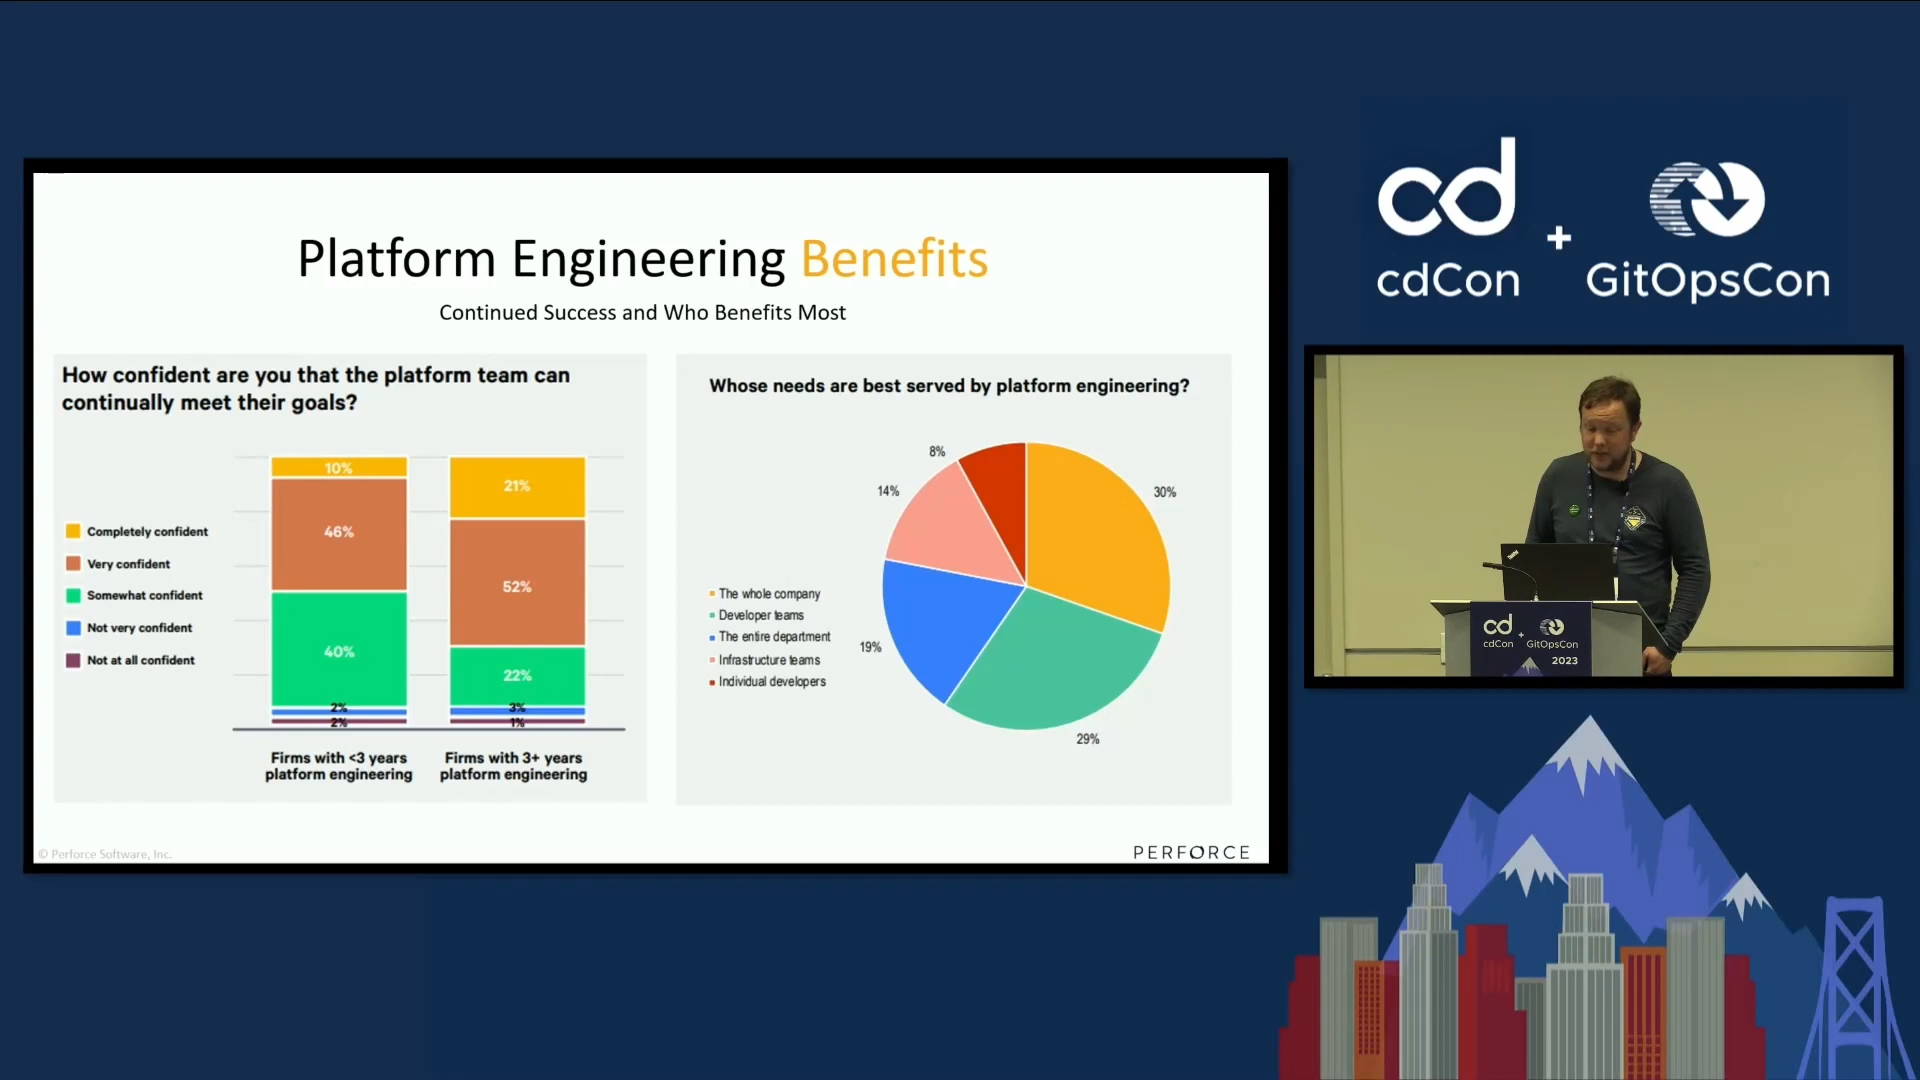 Platform Engineering Benefits
Continued Success and Who Benefits Most
How confident are you that the platform team can
continually meet their goals?
Completely confident
Very confident
Somewhat confident
Not very confident
Not at all confident
10%
46%
40%
2%
2%
21%
52%
22%
3%
1%
Firms with <3 years
platform engineering
Firms with 3+ years
platform engineering
Whose needs are best served by platform engineering?
The whole company
Developer teams
The entire department
Infrastructure teams
Individual developers
8%
14%
30%
19%
29%
© Perforce Software, Inc.
PERFORCE
cd
+
cdCon
GitOpsCon
cd
+
cdCon
GitOpsCon
2023